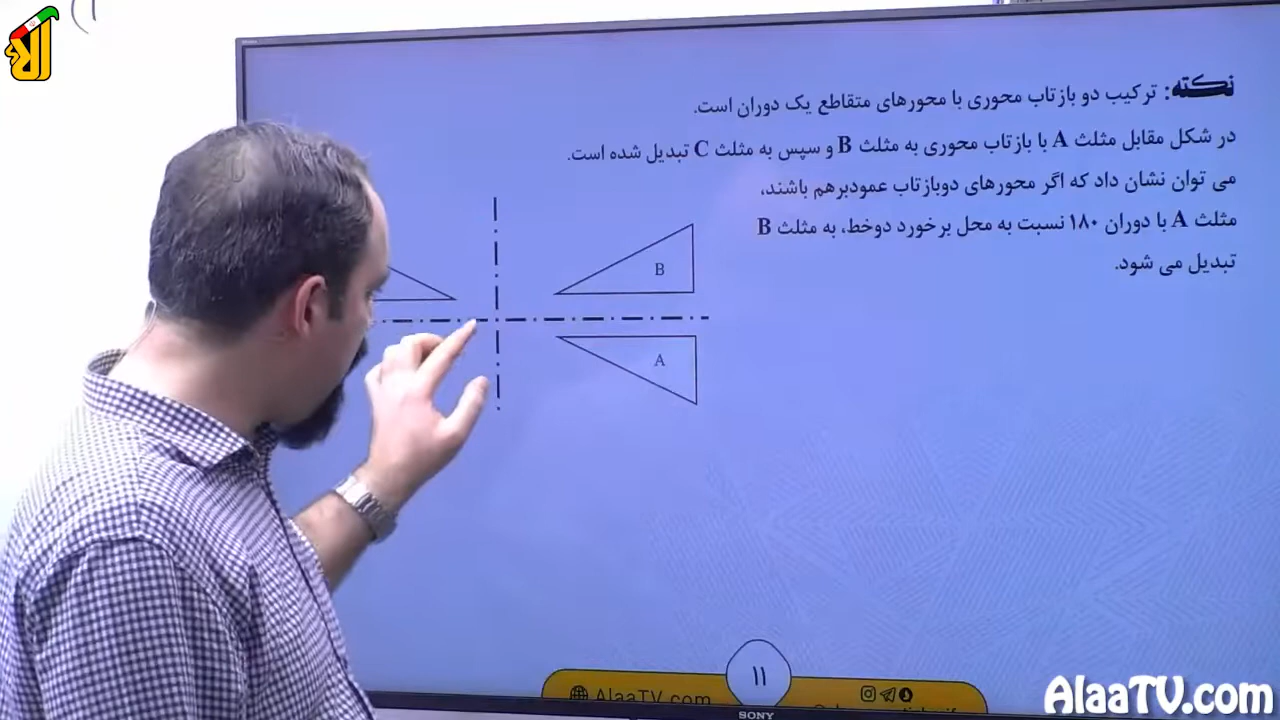 نکته: ترکیب دو بازتاب محوری با محورهای متقاطع یک دوران است.
در شکل مقابل مثلث A با بازتاب محوری به مثلث B و سپس به مثلث C تبدیل شده است.
می توان نشان داد که اگر محورهای دوبازتاب عمودبرهم باشند،
مثلث A با دوران ۱۸۰ نسبت به محل برخورد دوخط، به مثلث B
تبدیل می شود.
B
A
۱۱
AlaaTV.com
SONY
AlaaTV.com
آلاء